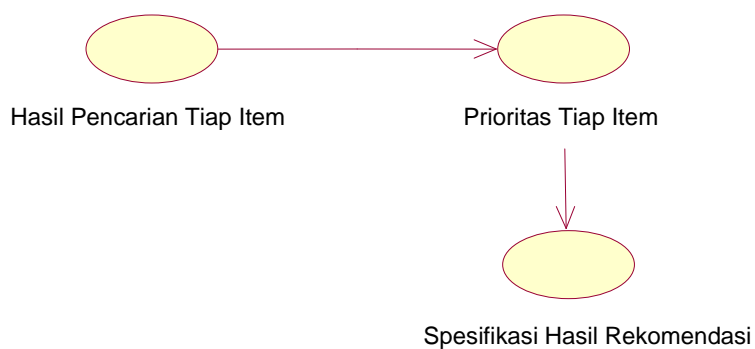 Hasil Pencarian Tiap Item
Prioritas Tiap Item
Spesifikasi Hasil Rekomendasi